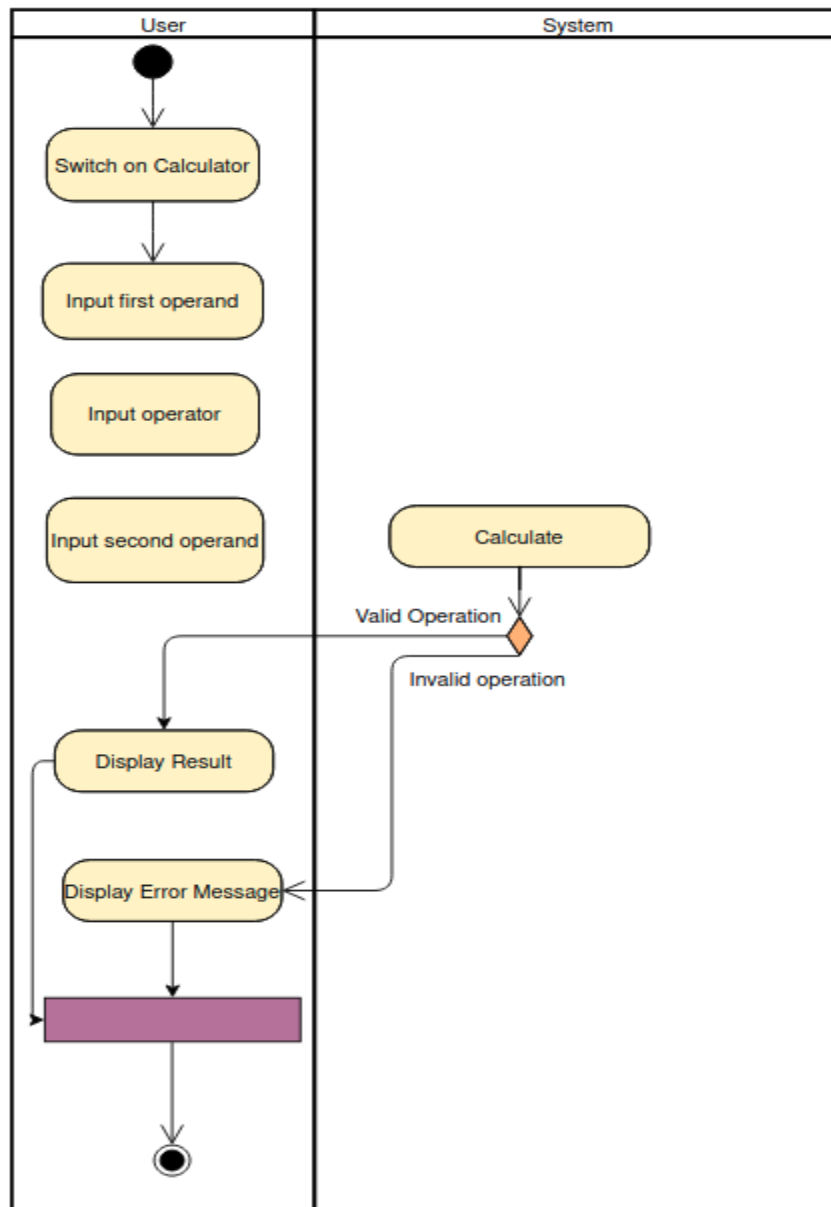 User
System
Switch on Calculator
Input first operand
Input operator
Input second operand
Calculate
Valid Operation
Invalid operation
Display Result
Display Error Message